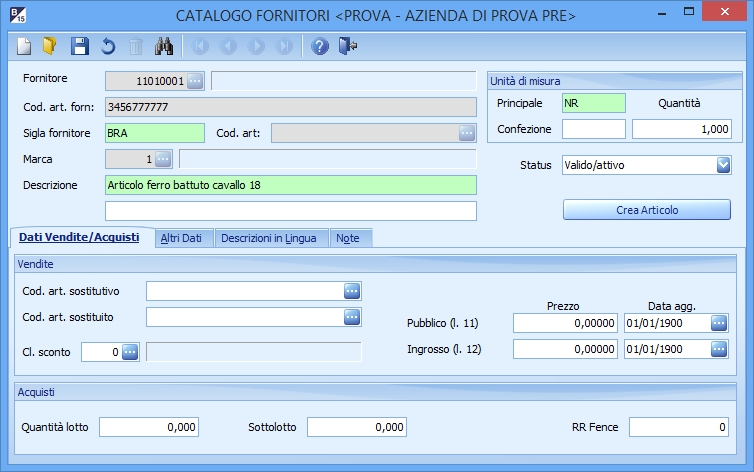 B
15
CATALOGO FORNITORI <PROVA - AZIENDA DI PROVA PRE>
Fornitore 11010001
Cod. art. forn: 3456777777
Sigla fornitore BRA Cod. art:
Marca 1
Descrizione Articolo ferro battuto cavallo 18
Unità di misura
Principale NR Quantità
Confezione 1,000
Status Valido/attivo
Crea Articolo
Dati Vendite/Acquisti Altri Dati Descrizioni in Lingua Note
Vendite
Cod. art. sostitutivo
Cod. art. sostituito
Cl. sconto 0
Prezzo Data agg.
Pubblico (l. 11) 0,00000 01/01/1900
Ingrosso (l. 12) 0,00000 01/01/1900
Acquisti
Quantità lotto 0,000 Sottolotto 0,000 RR Fence 0